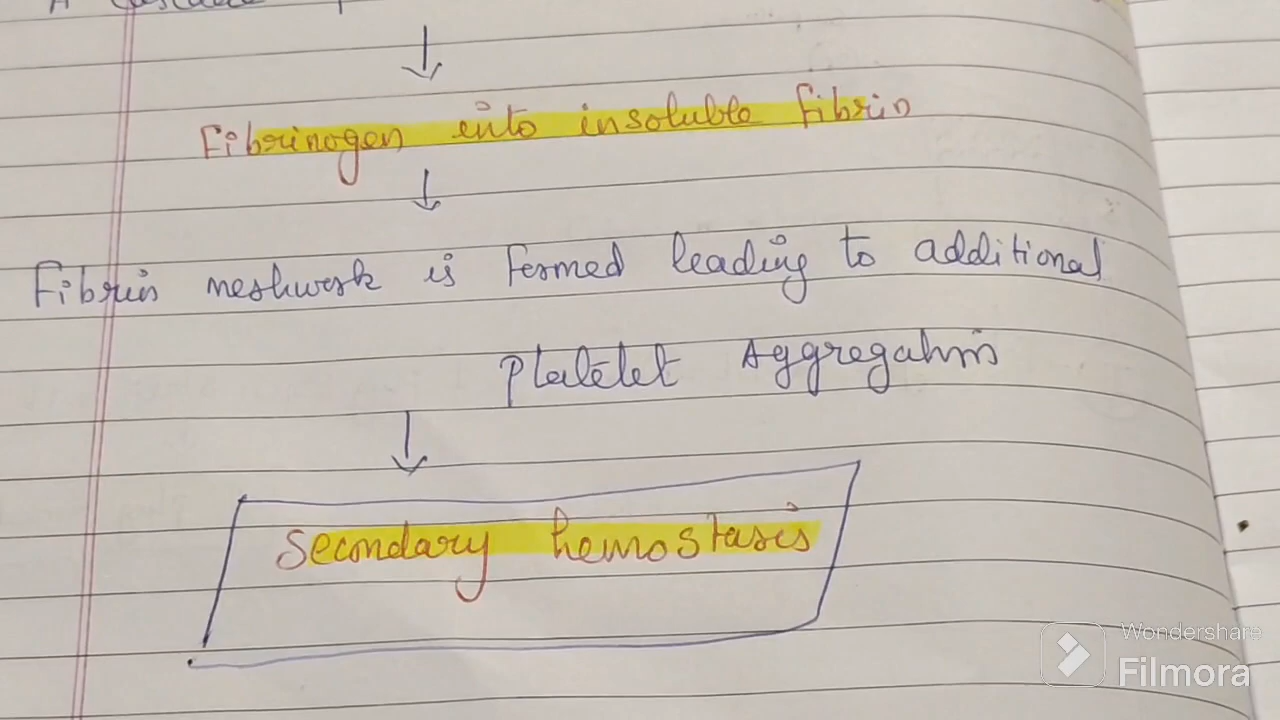 Fibrinogen into insoluble Fibrin
Fibrin meshwork is formed leading to additional
Platelet Aggregation
Secondary hemostasis
Wondershare
Filmora